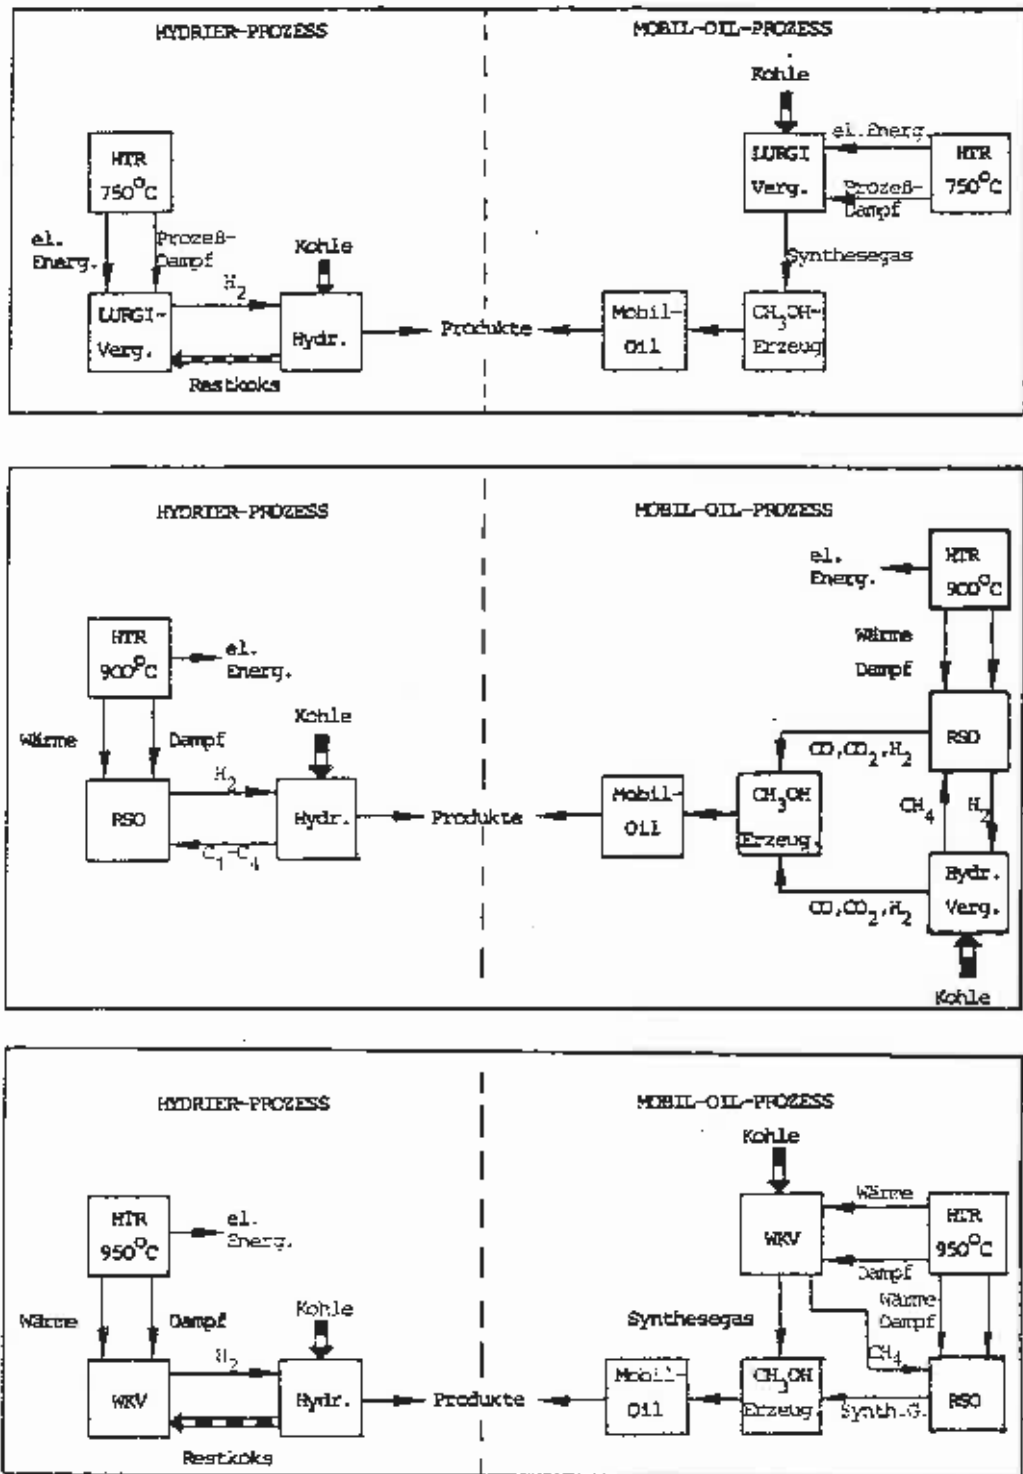 HYDRIER-PROZESS
HTR
750°C
el.
Energ.
Prozeß-
Dampf
LURGI-
Verg.
H2
Kohle
Hydr.
Restkoks
Produkte
MOBIL-OIL-PROZESS
Kohle
LURGI
Verg.
el.Energ.
Prozeß-
Dampf
HTR
750°C
Synthesegas
CH3OH-
Erzeug
Mobil-
Oil
HYDRIER-PROZESS
HTR
900°C
el.
Energ.
Wärme
Dampf
RSO
H2
C1-C4
Kohle
Hydr.
Produkte
MOBIL-OIL-PROZESS
el.
Energ.
HTR
900°C
Wärme
Dampf
RSO
CO,CO2,H2
CH4
H2
Mobil-
Oil
CH3OH
Erzeug.
Hydr.
Verg.
CO,CO2,H2
Kohle
HYDRIER-PROZESS
HTR
950°C
el.
Energ.
Wärme
Dampf
WKV
H2
Kohle
Hydr.
Restkoks
Produkte
MOBIL-OIL-PROZESS
Kohle
WKV
Wärme
Dampf
HTR
950°C
Wärme
Dampf
Synthesegas
CH4
Mobil-
Oil
CH3OH
Erzeug.
Synth.G.
RSO